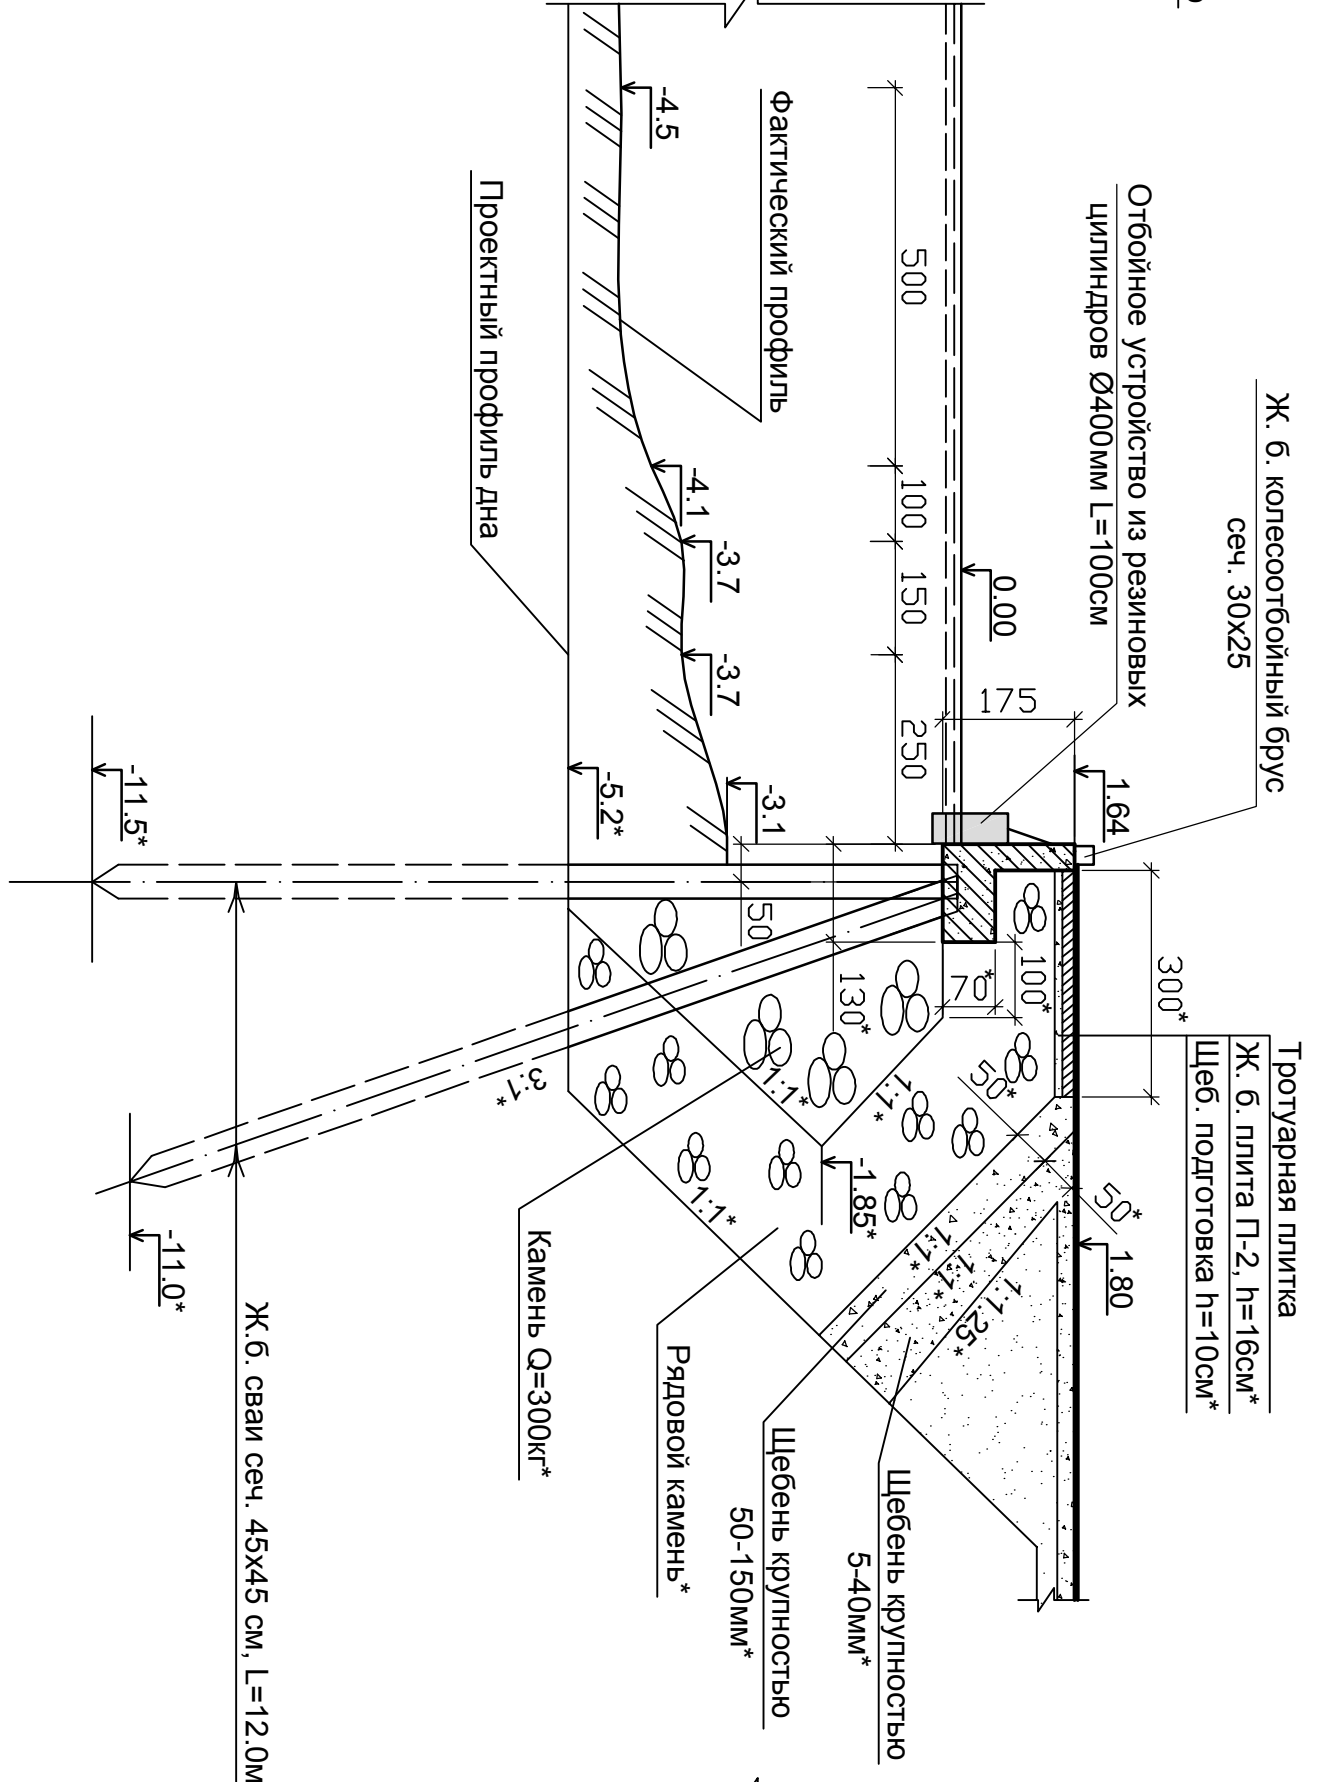 Ж. б. колесоотбойный брус
сеч. 30х25
Отбойное устройство из резиновых
цилиндров Ø400мм L=100см
Тротуарная плитка
Ж. б. плита П-2, h=16см*
Щеб. подготовка h=10см*
300*
1.64
1.80
175
0.00
100*
70*
50*
50*
500
100
150
250
130*
50
Фактический профиль
-4.5
-4.1
-3.7
-3.7
-3.1
1:1*
1:1*
1:1*
1:1*
1:1.25*
-1.85*
1:1*
Проектный профиль дна
-5.2*
3:1*
-11.5*
-11.0*
Щебень крупностью
5-40мм*
Щебень крупностью
50-150мм*
Рядовой камень*
Камень Q=300кг*
Ж.б. сваи сеч. 45х45 см, L=12.0м